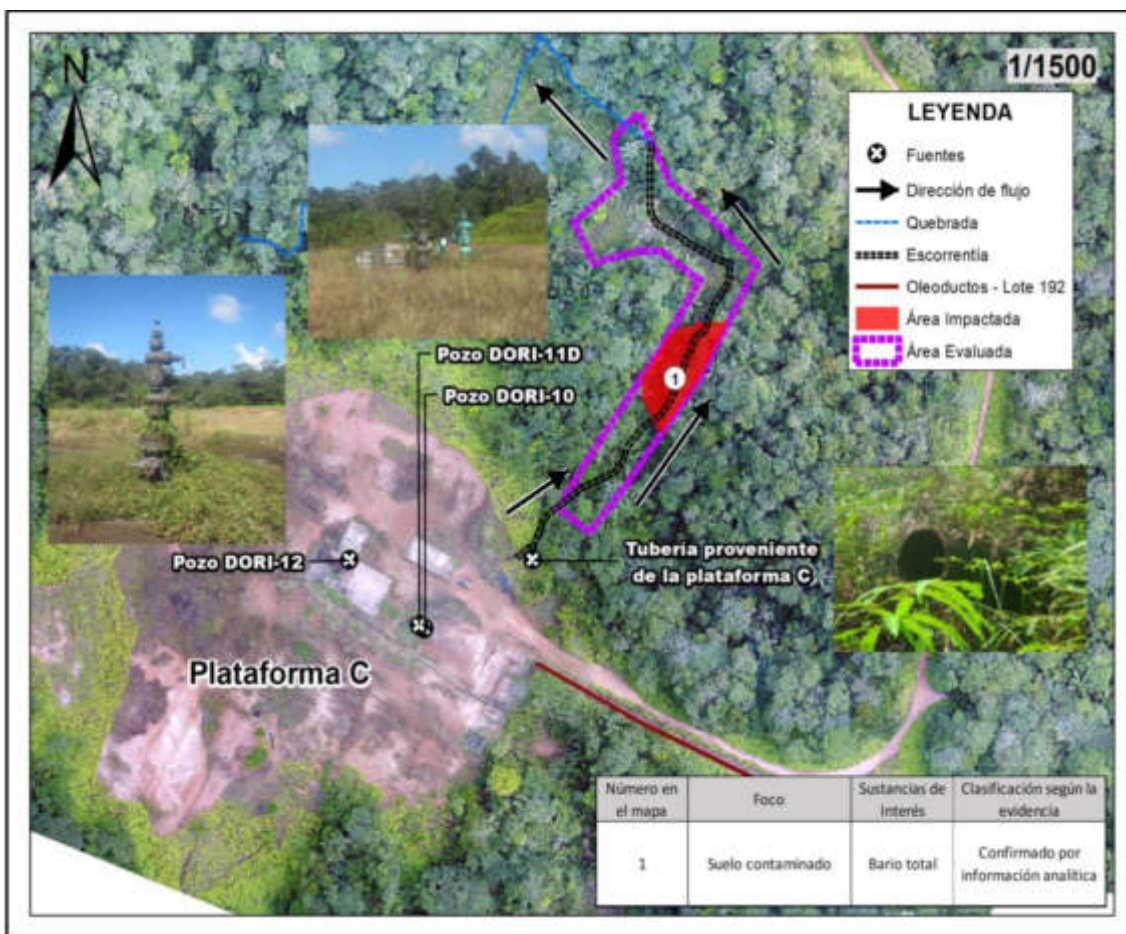 N
1/1500
LEYENDA
Fuentes
Dirección de flujo
Quebrada
Escorrentía
Oleoductos - Lote 192
Área Impactada
Área Evaluada
Pozo DORI-11D
Pozo DORI-10
1
Pozo DORI-12
Tubería proveniente
de la plataforma C
Plataforma C
Número en
el mapa
Foco
Sustancias de
Interés
Clasificación según la
evidencia
1
Suelo contaminado
Bario total
Confirmado por
información analítica